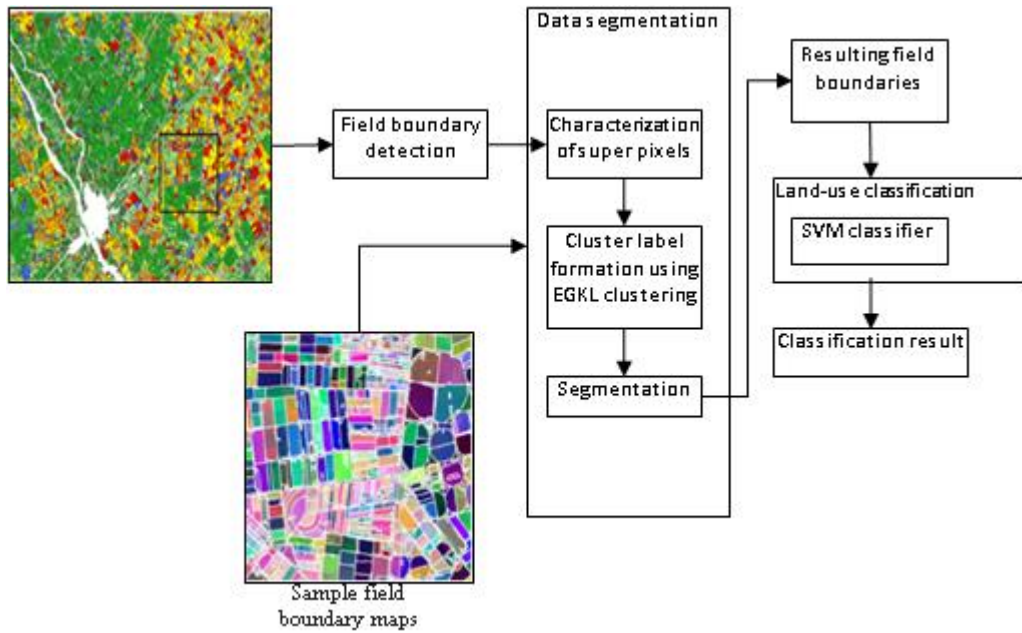 Data segmentation
Field boundary
detection
Characterization
of super pixels
Cluster label
formation using
EGKL clustering
Segmentation
Resulting field
boundaries
Land-use classification
SVM classifier
Classification result
Sample field
boundary maps